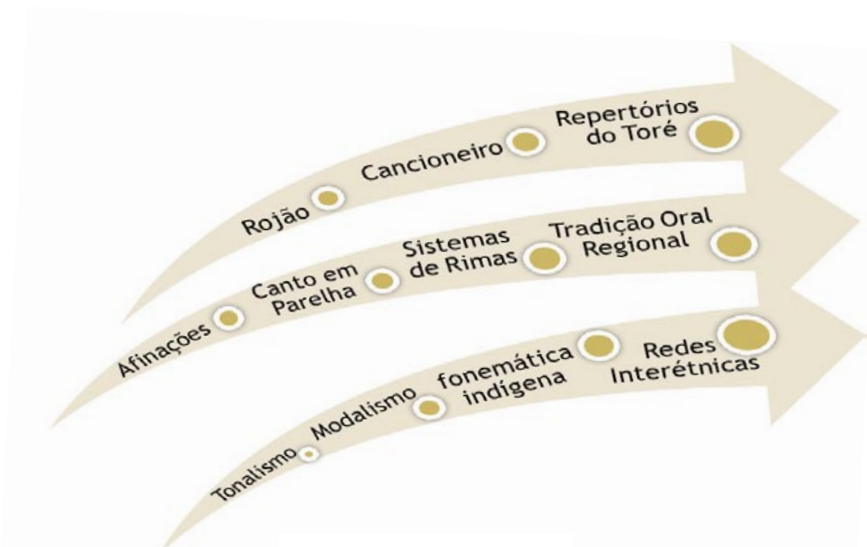 Rojão
Cancioneiro
Repertórios
do Toré
Afinações
Canto em
Parelha
Sistemas
de Rimas
Tradição Oral
Regional
Tonalismo
Modalismo
fonemática
indígena
Redes
Interétnicas